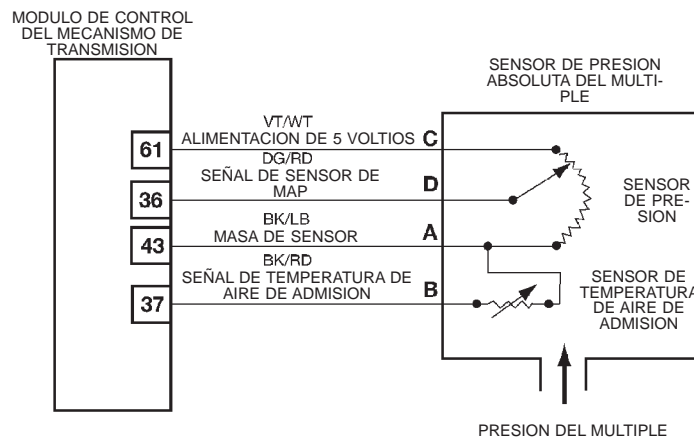 MODULO DE CONTROL
DEL MECANISMO DE
TRANSMISION
SENSOR DE PRESION
ABSOLUTA DEL MULTI-
PLE
VT/WT
61
ALIMENTACION DE 5 VOLTIOS
C
DG/RD
36
SEÑAL DE SENSOR DE
MAP
D
SENSOR
DE PRE-
SION
BK/LB
43
MASA DE SENSOR
A
BK/RD
37
SEÑAL DE TEMPERATURA DE
AIRE DE ADMISION
B
SENSOR DE
TEMPERATURA
DE AIRE DE
ADMISION
PRESION DEL MULTIPLE